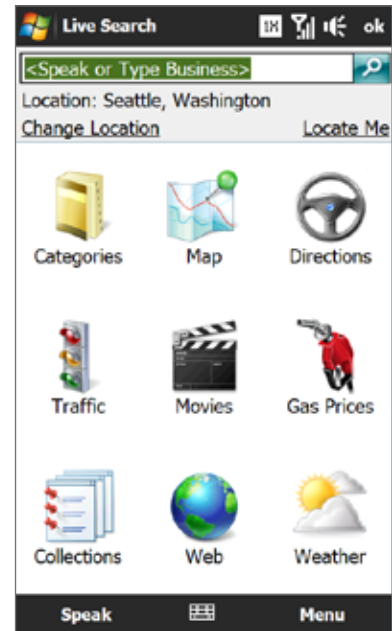 Live Search 1X ok
<Speak or Type Business>
Location: Seattle, Washington
Change Location Locate Me
Categories Map Directions
Traffic Movies Gas Prices
Collections Web Weather
Speak Menu